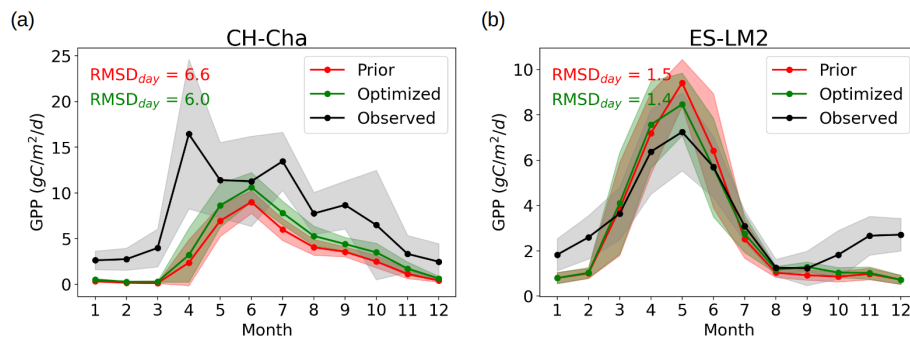 (a)
CH-Cha
RMSD_day = 6.6
RMSD_day = 6.0
Prior
Optimized
Observed
GPP (gC/m²/d)
25
20
15
10
5
0
1 2 3 4 5 6 7 8 9 10 11 12
Month
(b)
ES-LM2
RMSD_day = 1.5
RMSD_day = 1.4
Prior
Optimized
Observed
GPP (gC/m²/d)
10
8
6
4
2
0
1 2 3 4 5 6 7 8 9 10 11 12
Month